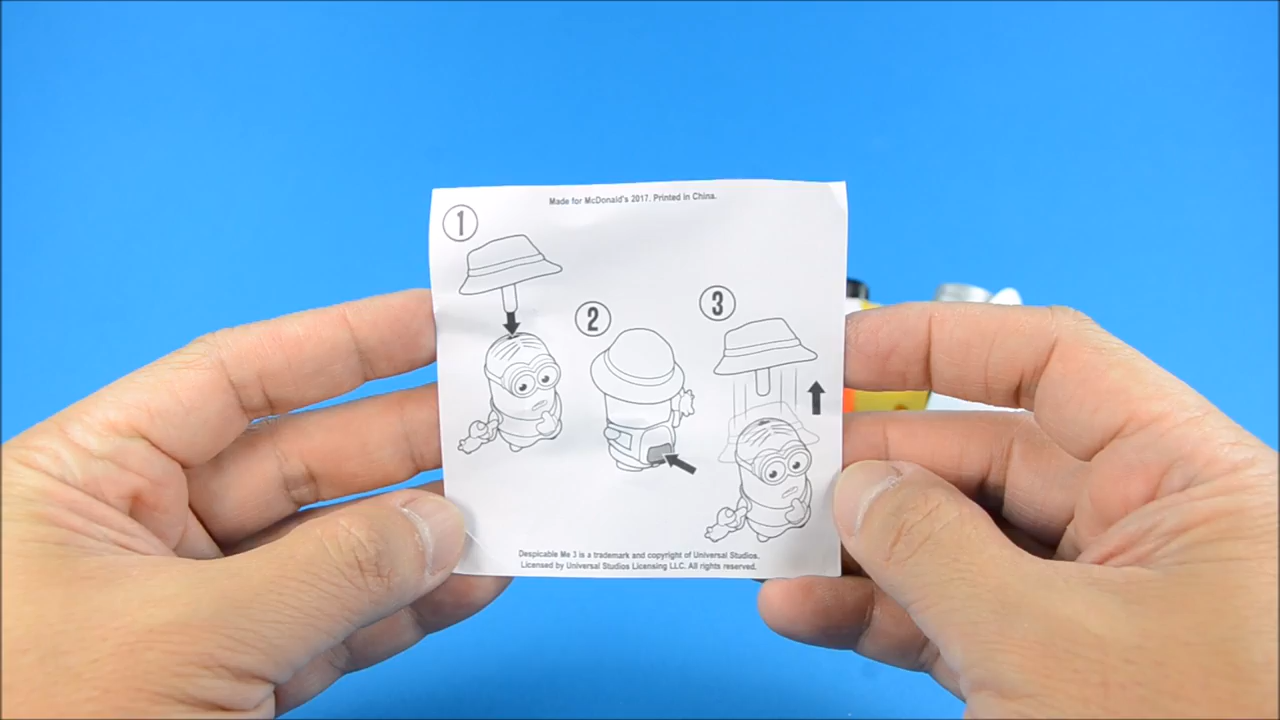 Made for McDonald's 2017. Printed in China.
1
2
3
Despicable Me 3 is a trademark and copyright of Universal Studios.
Licensed by Universal Studios Licensing LLC. All rights reserved.